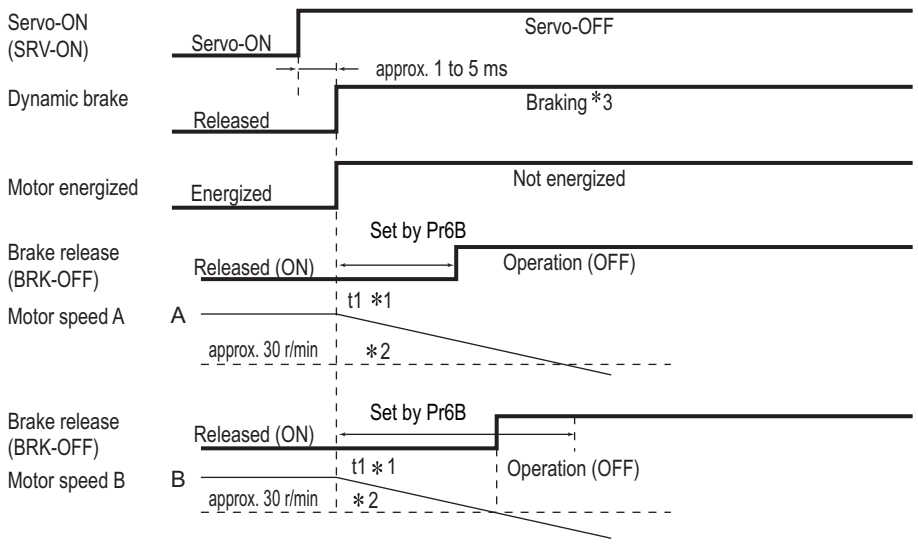 Servo-ON
(SRV-ON)
Servo-ON
Servo-OFF
approx. 1 to 5 ms
Dynamic brake
Released
Braking *3
Motor energized
Energized
Not energized
Brake release
(BRK-OFF)
Released (ON)
Set by Pr6B
Operation (OFF)
Motor speed A
A
t1 *1
approx. 30 r/min
*2
Brake release
(BRK-OFF)
Released (ON)
Set by Pr6B
Operation (OFF)
Motor speed B
B
t1 *1
approx. 30 r/min
*2